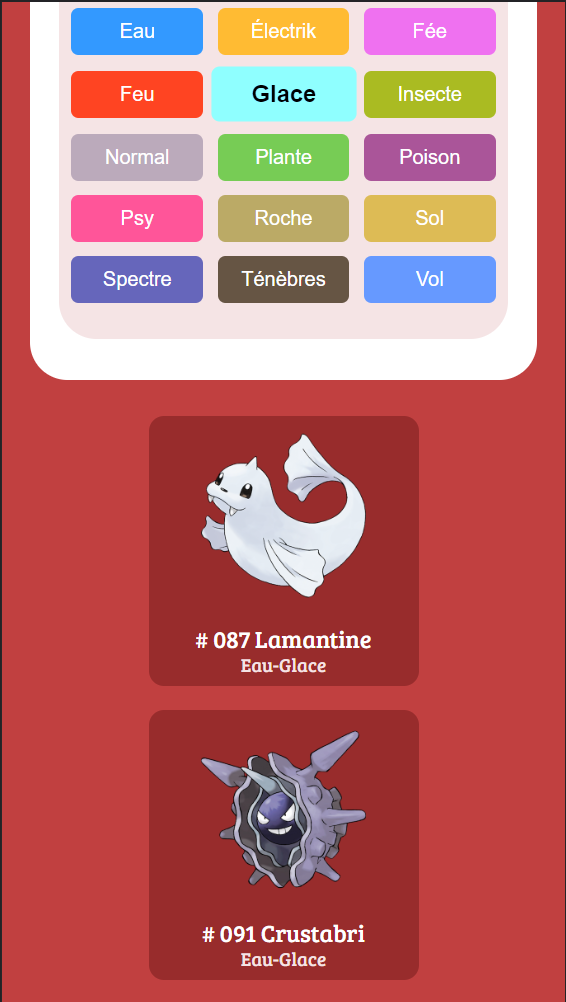 Eau Électrik Fée
Feu Glace Insecte
Normal Plante Poison
Psy Roche Sol
Spectre Ténèbres Vol
# 087 Lamantine
Eau-Glace
# 091 Crustabri
Eau-Glace